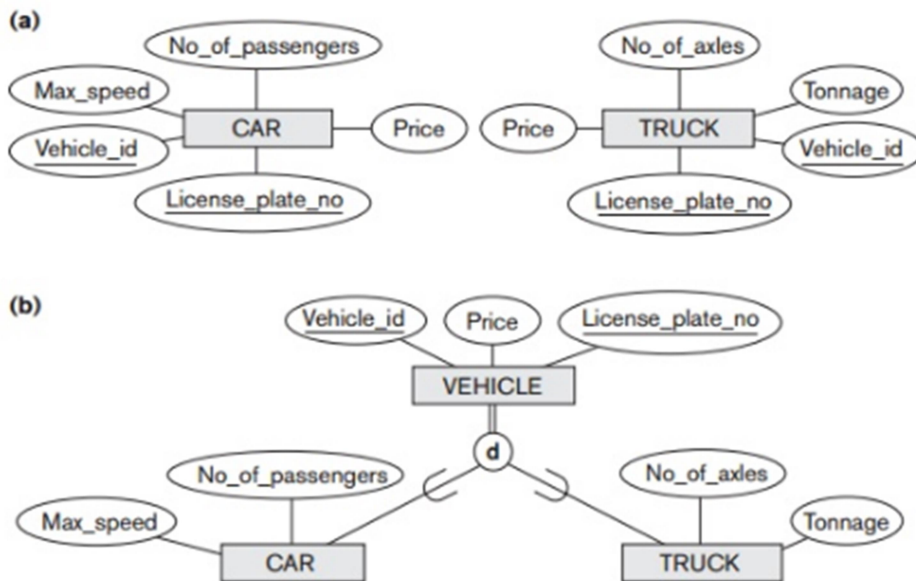 (a)
No_of_passengers
No_of_axles
Max_speed
Tonnage
CAR
Price
Price
TRUCK
Vehicle_id
Vehicle_id
License_plate_no
License_plate_no
(b)
Vehicle_id
Price
License_plate_no
VEHICLE
d
No_of_passengers
No_of_axles
Max_speed
Tonnage
CAR
TRUCK